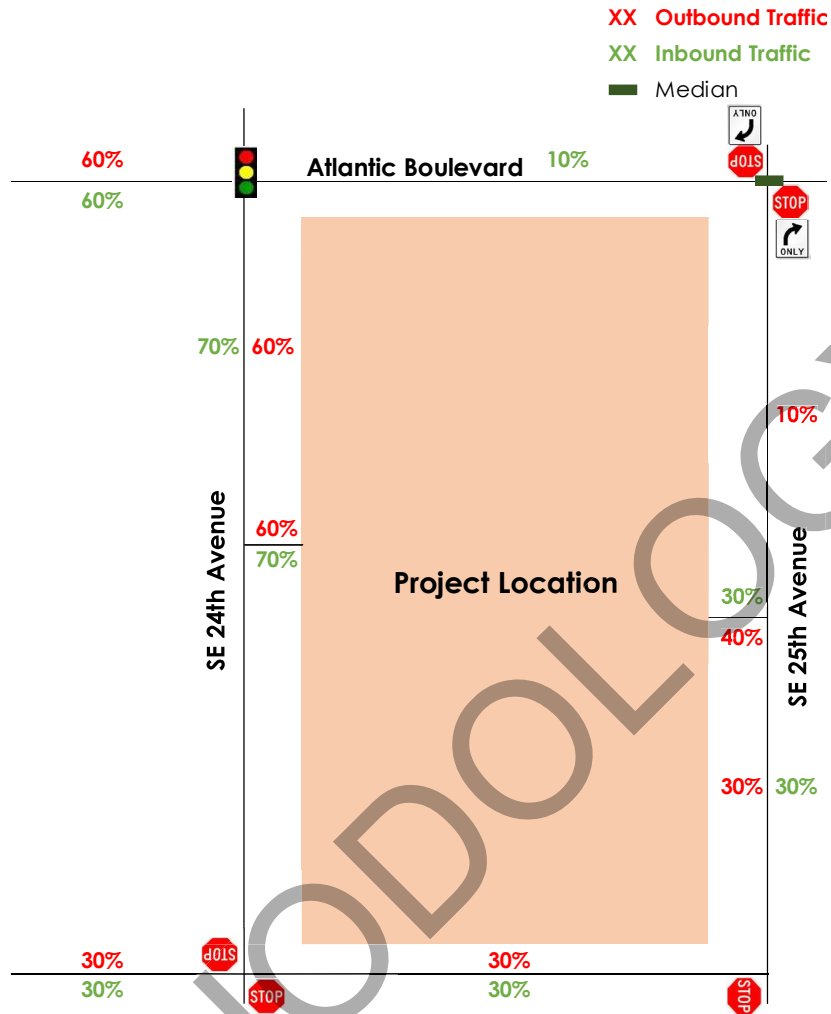 XX Outbound Traffic
XX Inbound Traffic
Median
ONLY
STOP
60%
Atlantic Boulevard
10%
60%
STOP
ONLY
70%
60%
10%
SE 24th Avenue
60%
70%
Project Location
30%
40%
SE 25th Avenue
30%
30%
STOP
30%
30%
30%
30%
STOP
STOP